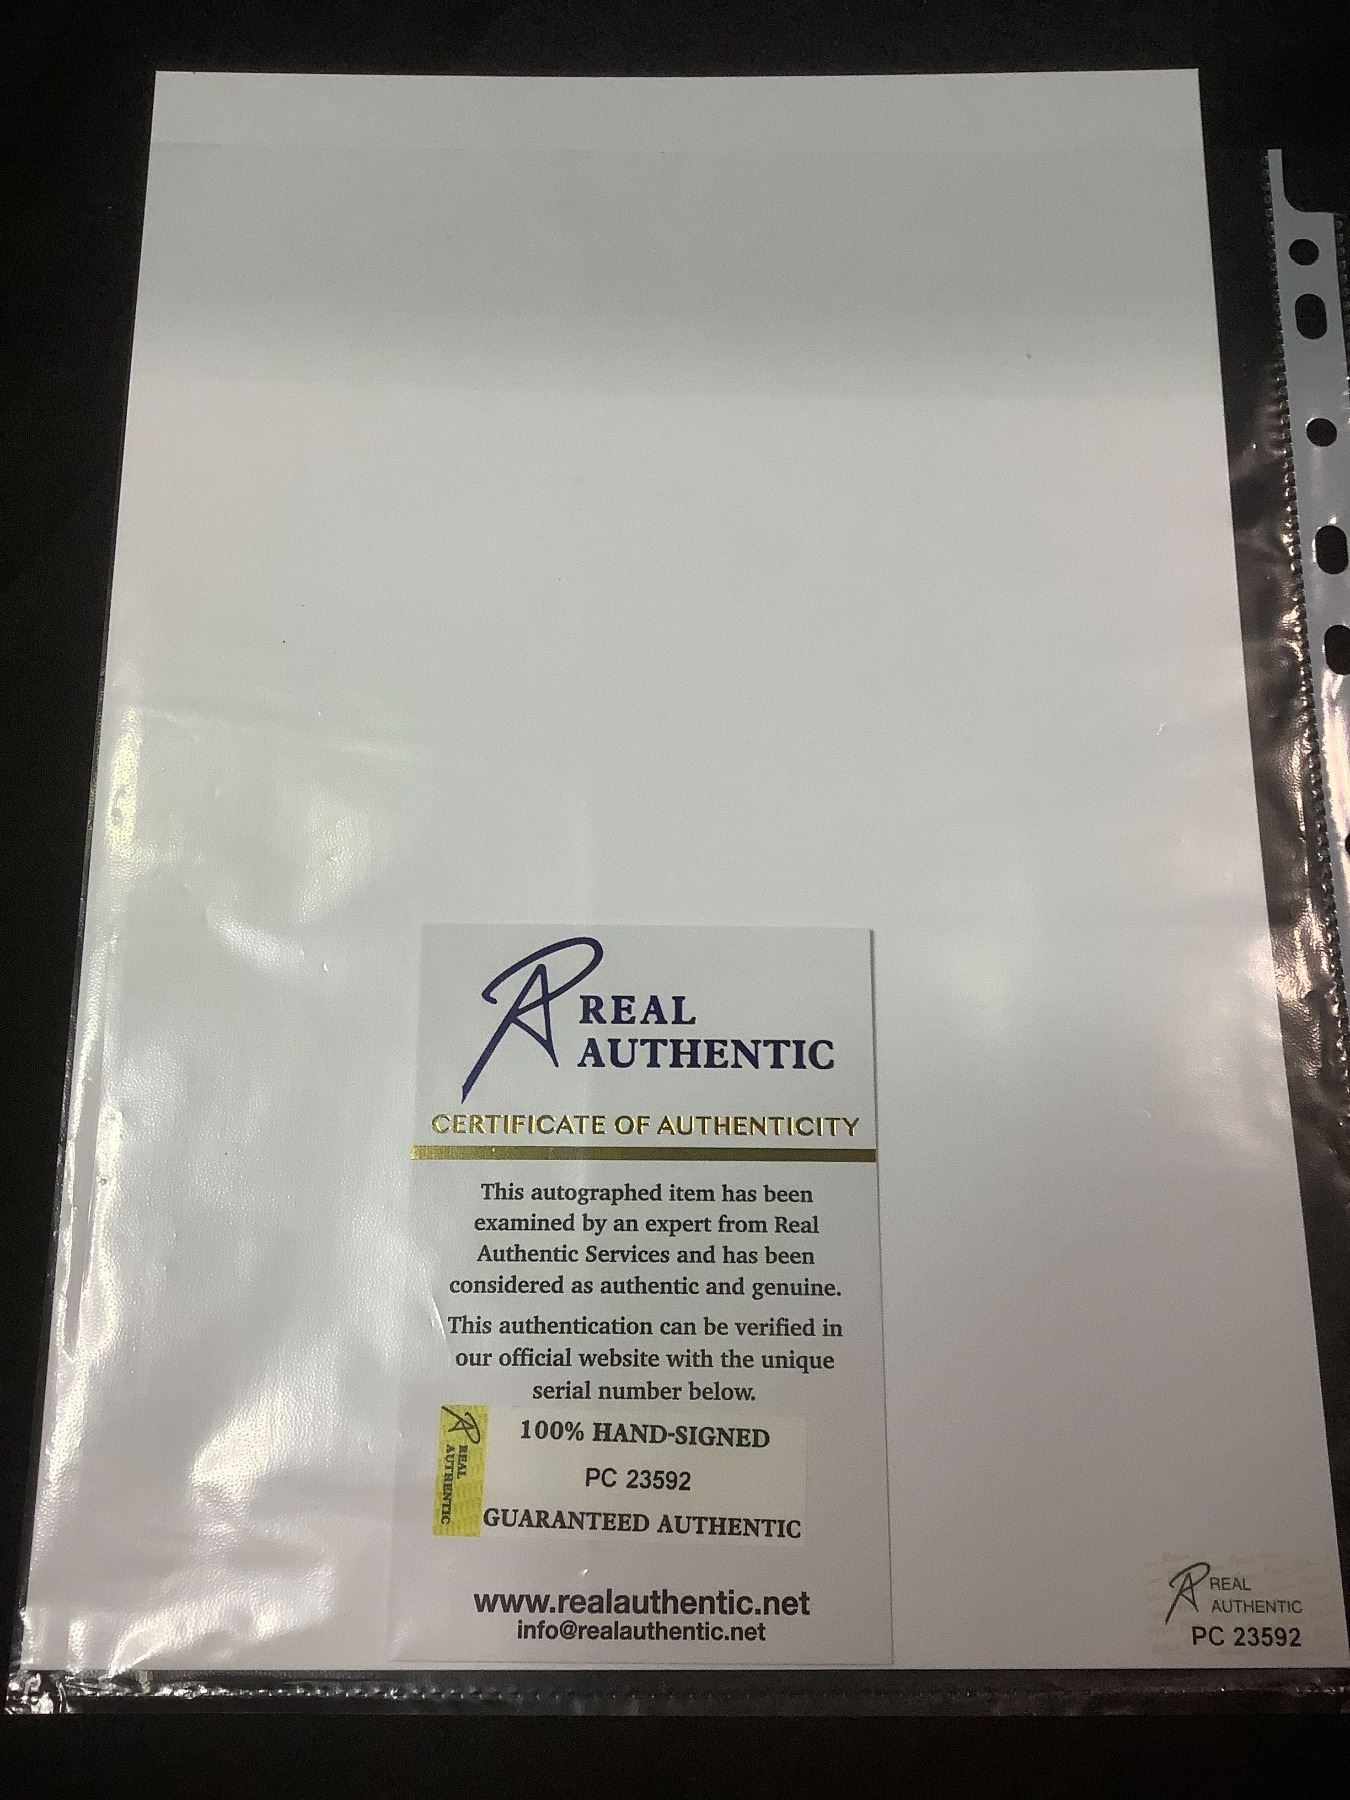 REAL
AUTHENTIC
CERTIFICATE OF AUTHENTICITY
This autographed item has been
examined by an expert from Real
Authentic Services and has been
considered as authentic and genuine.
This authentication can be verified in
our official website with the unique
serial number below.
REAL
AUTHENTIC
100% HAND-SIGNED
PC 23592
GUARANTEED AUTHENTIC
www.realauthentic.net
info@realauthentic.net
REAL
AUTHENTIC
PC 23592